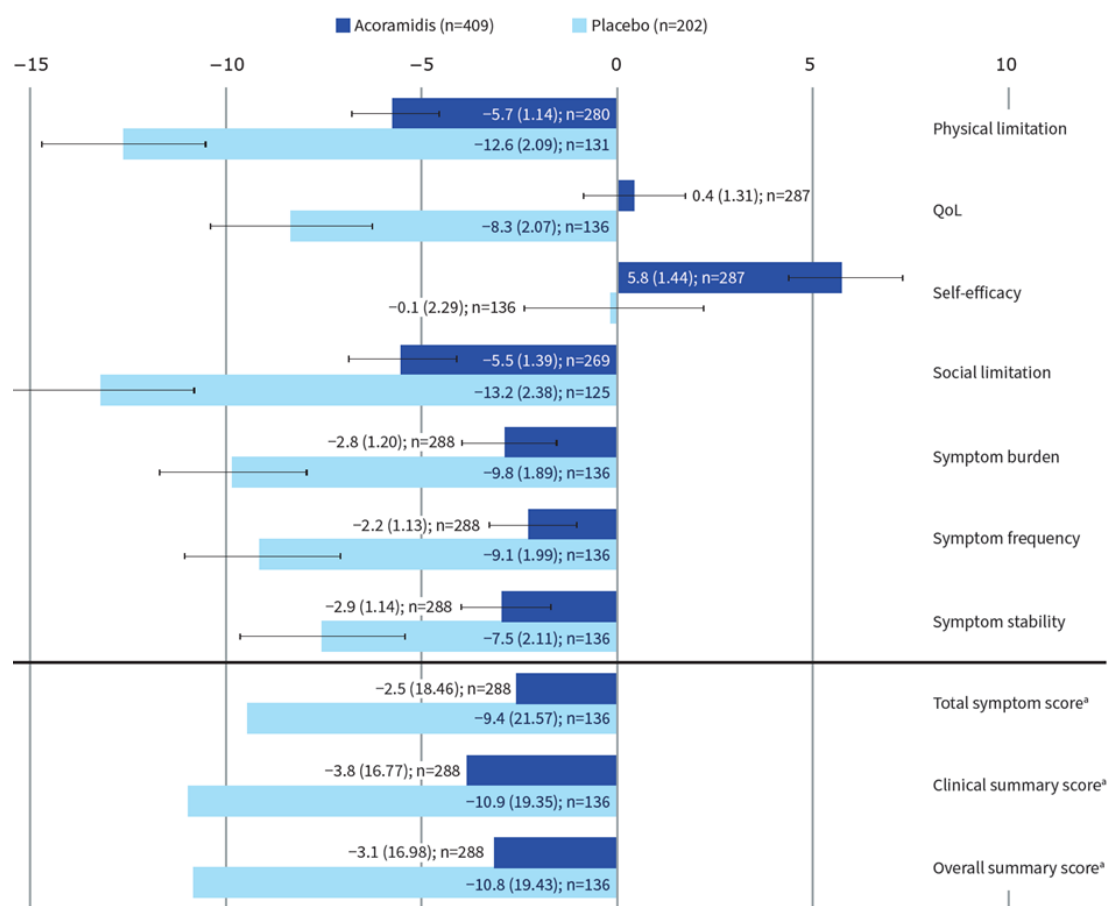 Acoramidis (n=409) Placebo (n=202)
−15 −10 −5 0 5 10
−5.7 (1.14); n=280
Physical limitation
−12.6 (2.09); n=131
0.4 (1.31); n=287
QoL
−8.3 (2.07); n=136
5.8 (1.44); n=287
Self-efficacy
−0.1 (2.29); n=136
−5.5 (1.39); n=269
Social limitation
−13.2 (2.38); n=125
−2.8 (1.20); n=288
Symptom burden
−9.8 (1.89); n=136
−2.2 (1.13); n=288
Symptom frequency
−9.1 (1.99); n=136
−2.9 (1.14); n=288
Symptom stability
−7.5 (2.11); n=136
−2.5 (18.46); n=288
Total symptom scoreᵃ
−9.4 (21.57); n=136
−3.8 (16.77); n=288
Clinical summary scoreᵃ
−10.9 (19.35); n=136
−3.1 (16.98); n=288
Overall summary scoreᵃ
−10.8 (19.43); n=136